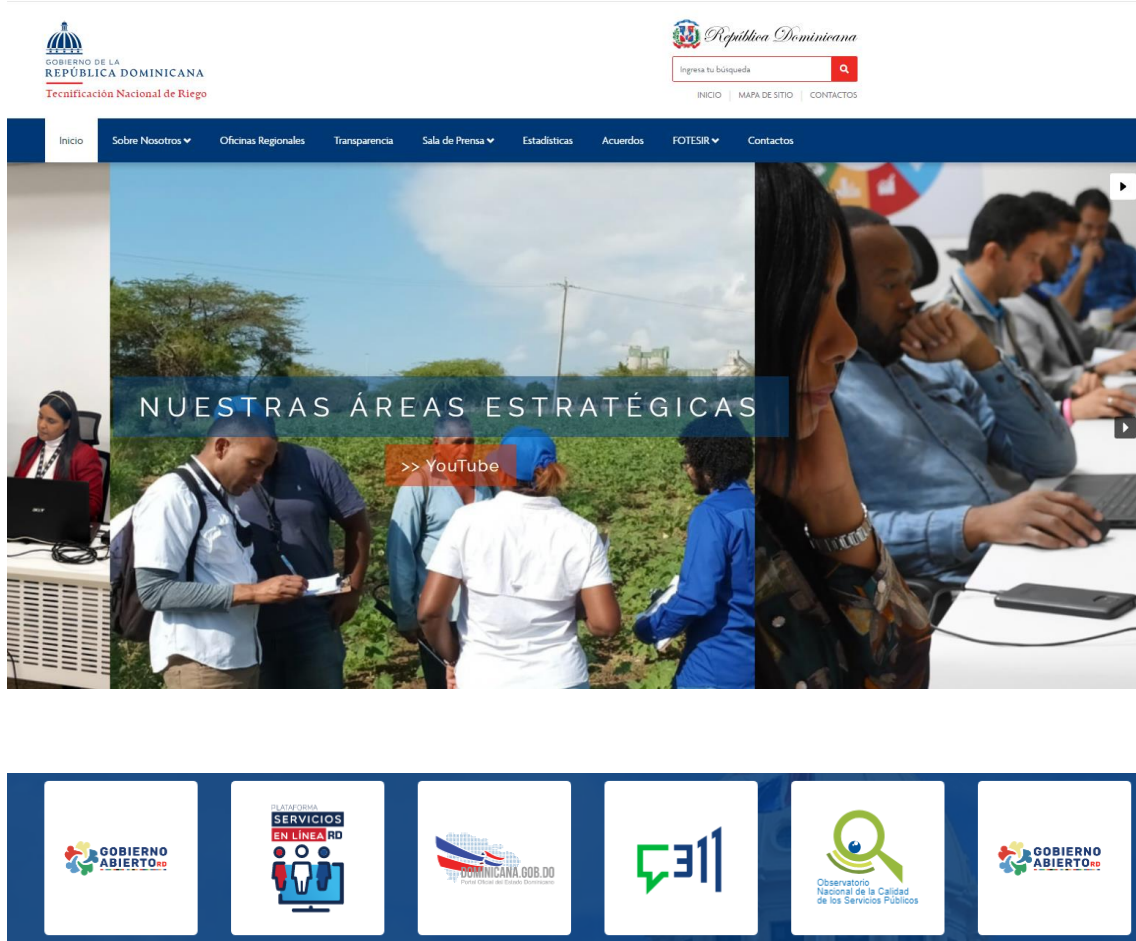 GOBIERNO DE LA
REPÚBLICA DOMINICANA
Tecnificación Nacional de Riego
República Dominicana
Ingresa tu búsqueda
INICIO | MAPA DE SITIO | CONTACTOS
Inicio Sobre Nosotros Oficinas Regionales Transparencia Sala de Prensa Estadísticas Acuerdos FOTESIR Contactos
NUESTRAS ÁREAS ESTRATÉGICAS
>> YouTube
acer
GOBIERNO
ABIERTO RD
PLATAFORMA
SERVICIOS
EN LÍNEA RD
DOMINICANA.GOB.DO
Portal Oficial del Estado Dominicano
311
Observatorio
Nacional de la Calidad
de los Servicios Públicos
GOBIERNO
ABIERTO RD